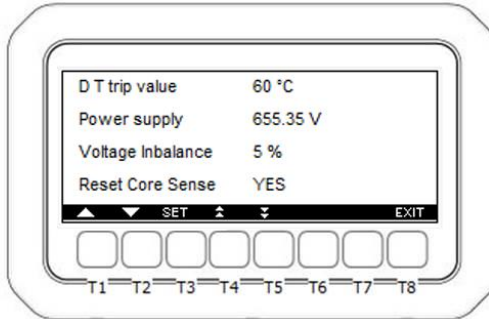 D T trip value 60 °C
Power supply 655.35 V
Voltage Inbalance 5 %
Reset Core Sense YES
SET EXIT
T1 T2 T3 T4 T5 T6 T7 T8